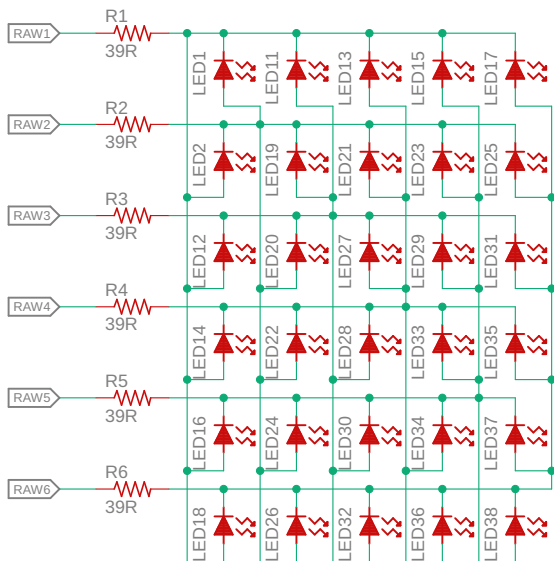 R1
RAW1
39R
LED1 LED11 LED13 LED15 LED17
R2
RAW2
39R
LED2 LED19 LED21 LED23 LED25
R3
RAW3
39R
LED12 LED20 LED27 LED29 LED31
R4
RAW4
39R
LED14 LED22 LED28 LED33 LED35
R5
RAW5
39R
LED16 LED24 LED30 LED34 LED37
R6
RAW6
39R
LED18 LED26 LED32 LED36 LED38